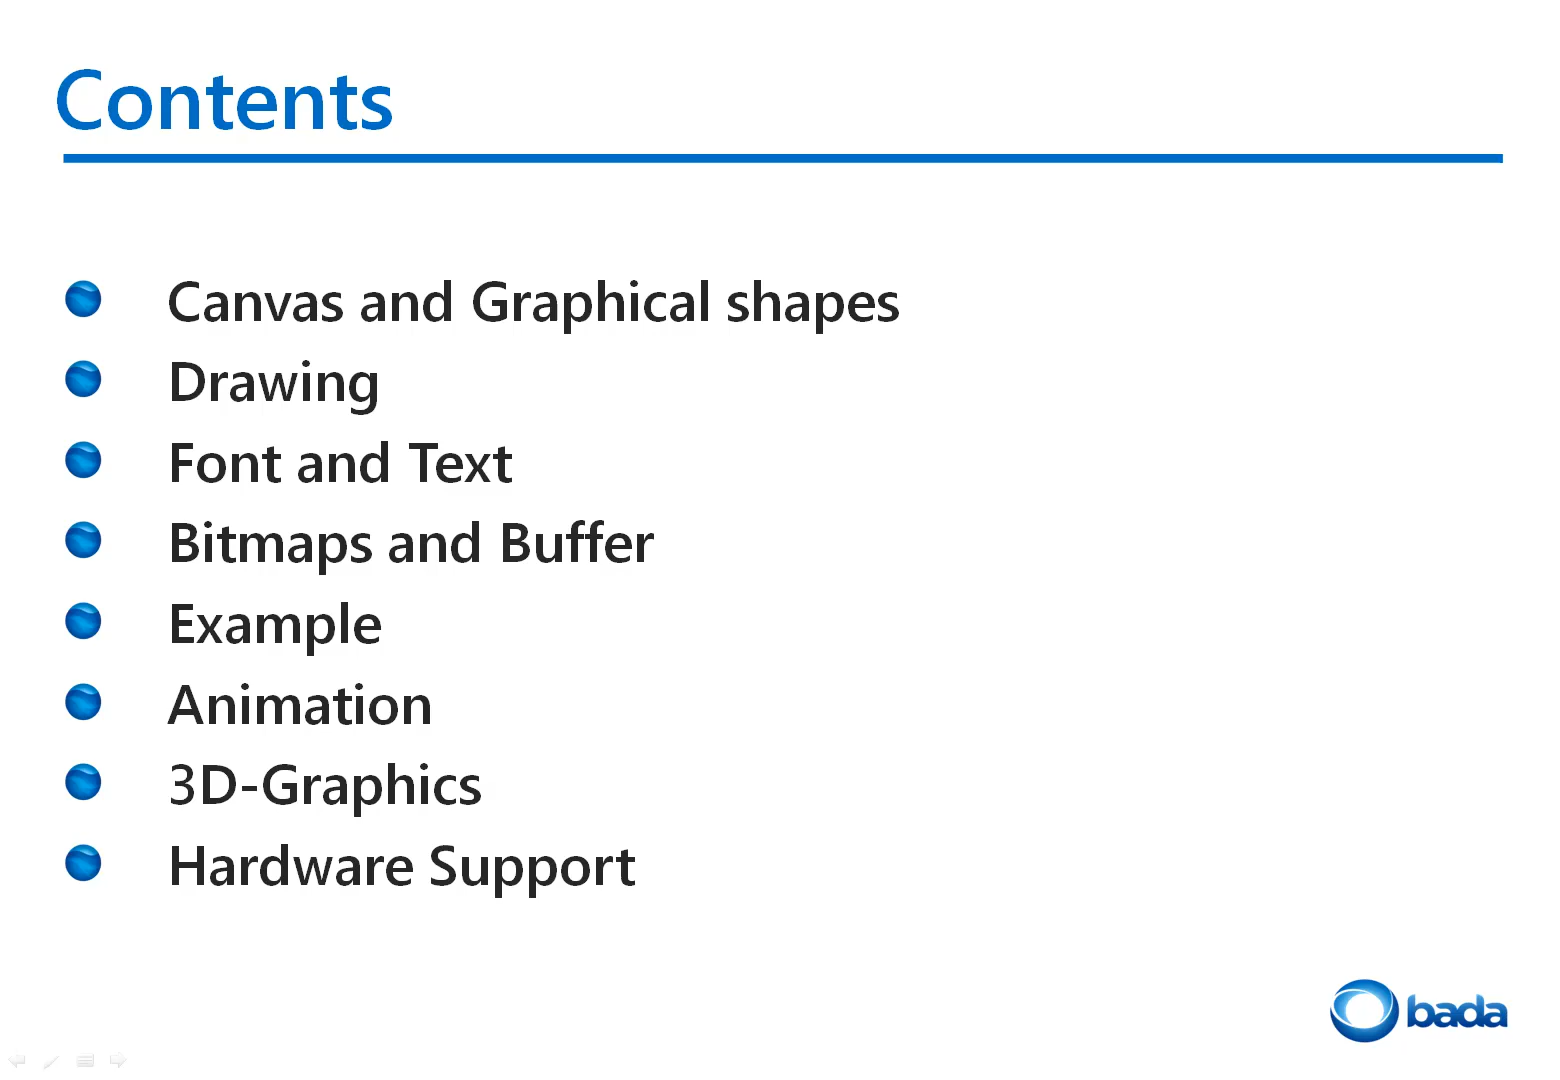 Contents
Canvas and Graphical shapes
Drawing
Font and Text
Bitmaps and Buffer
Example
Animation
3D-Graphics
Hardware Support
bada